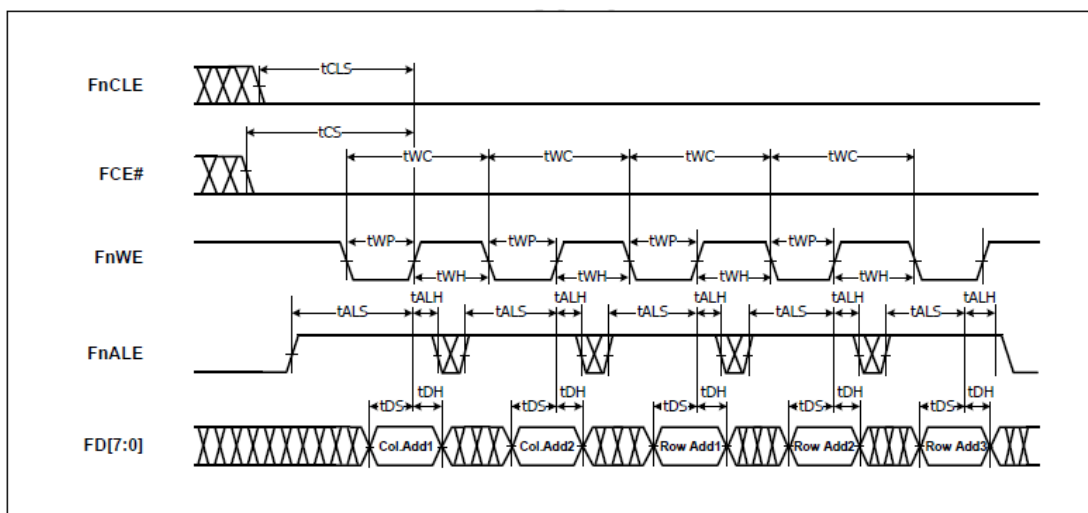 FnCLE
tCLS
FCE#
tCS
tWC tWC tWC tWC
FnWE
tWP tWP tWP tWP
tWH tWH tWH tWH
FnALE
tALS tALH tALS tALH tALS tALH tALS tALH tALS tALH
FD[7:0]
tDS tDH tDS tDH tDS tDH tDS tDH tDS tDH
Col.Add1 Col.Add2 Row Add1 Row Add2 Row Add3